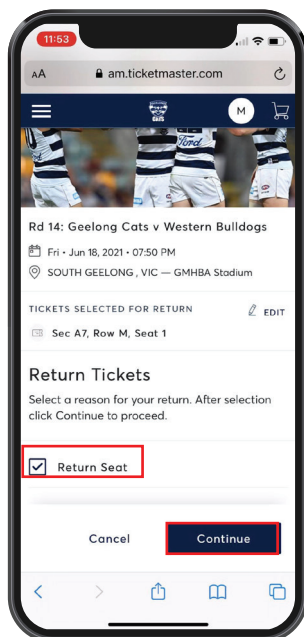 11:53
AA am.ticketmaster.com
CATS M
Ford
Rd 14: Geelong Cats v Western Bulldogs
Fri • Jun 18, 2021 • 07:50 PM
SOUTH GEELONG , VIC — GMHBA Stadium
TICKETS SELECTED FOR RETURN EDIT
Sec A7, Row M, Seat 1
Return Tickets
Select a reason for your return. After selection
click Continue to proceed.
Return Seat
Cancel Continue